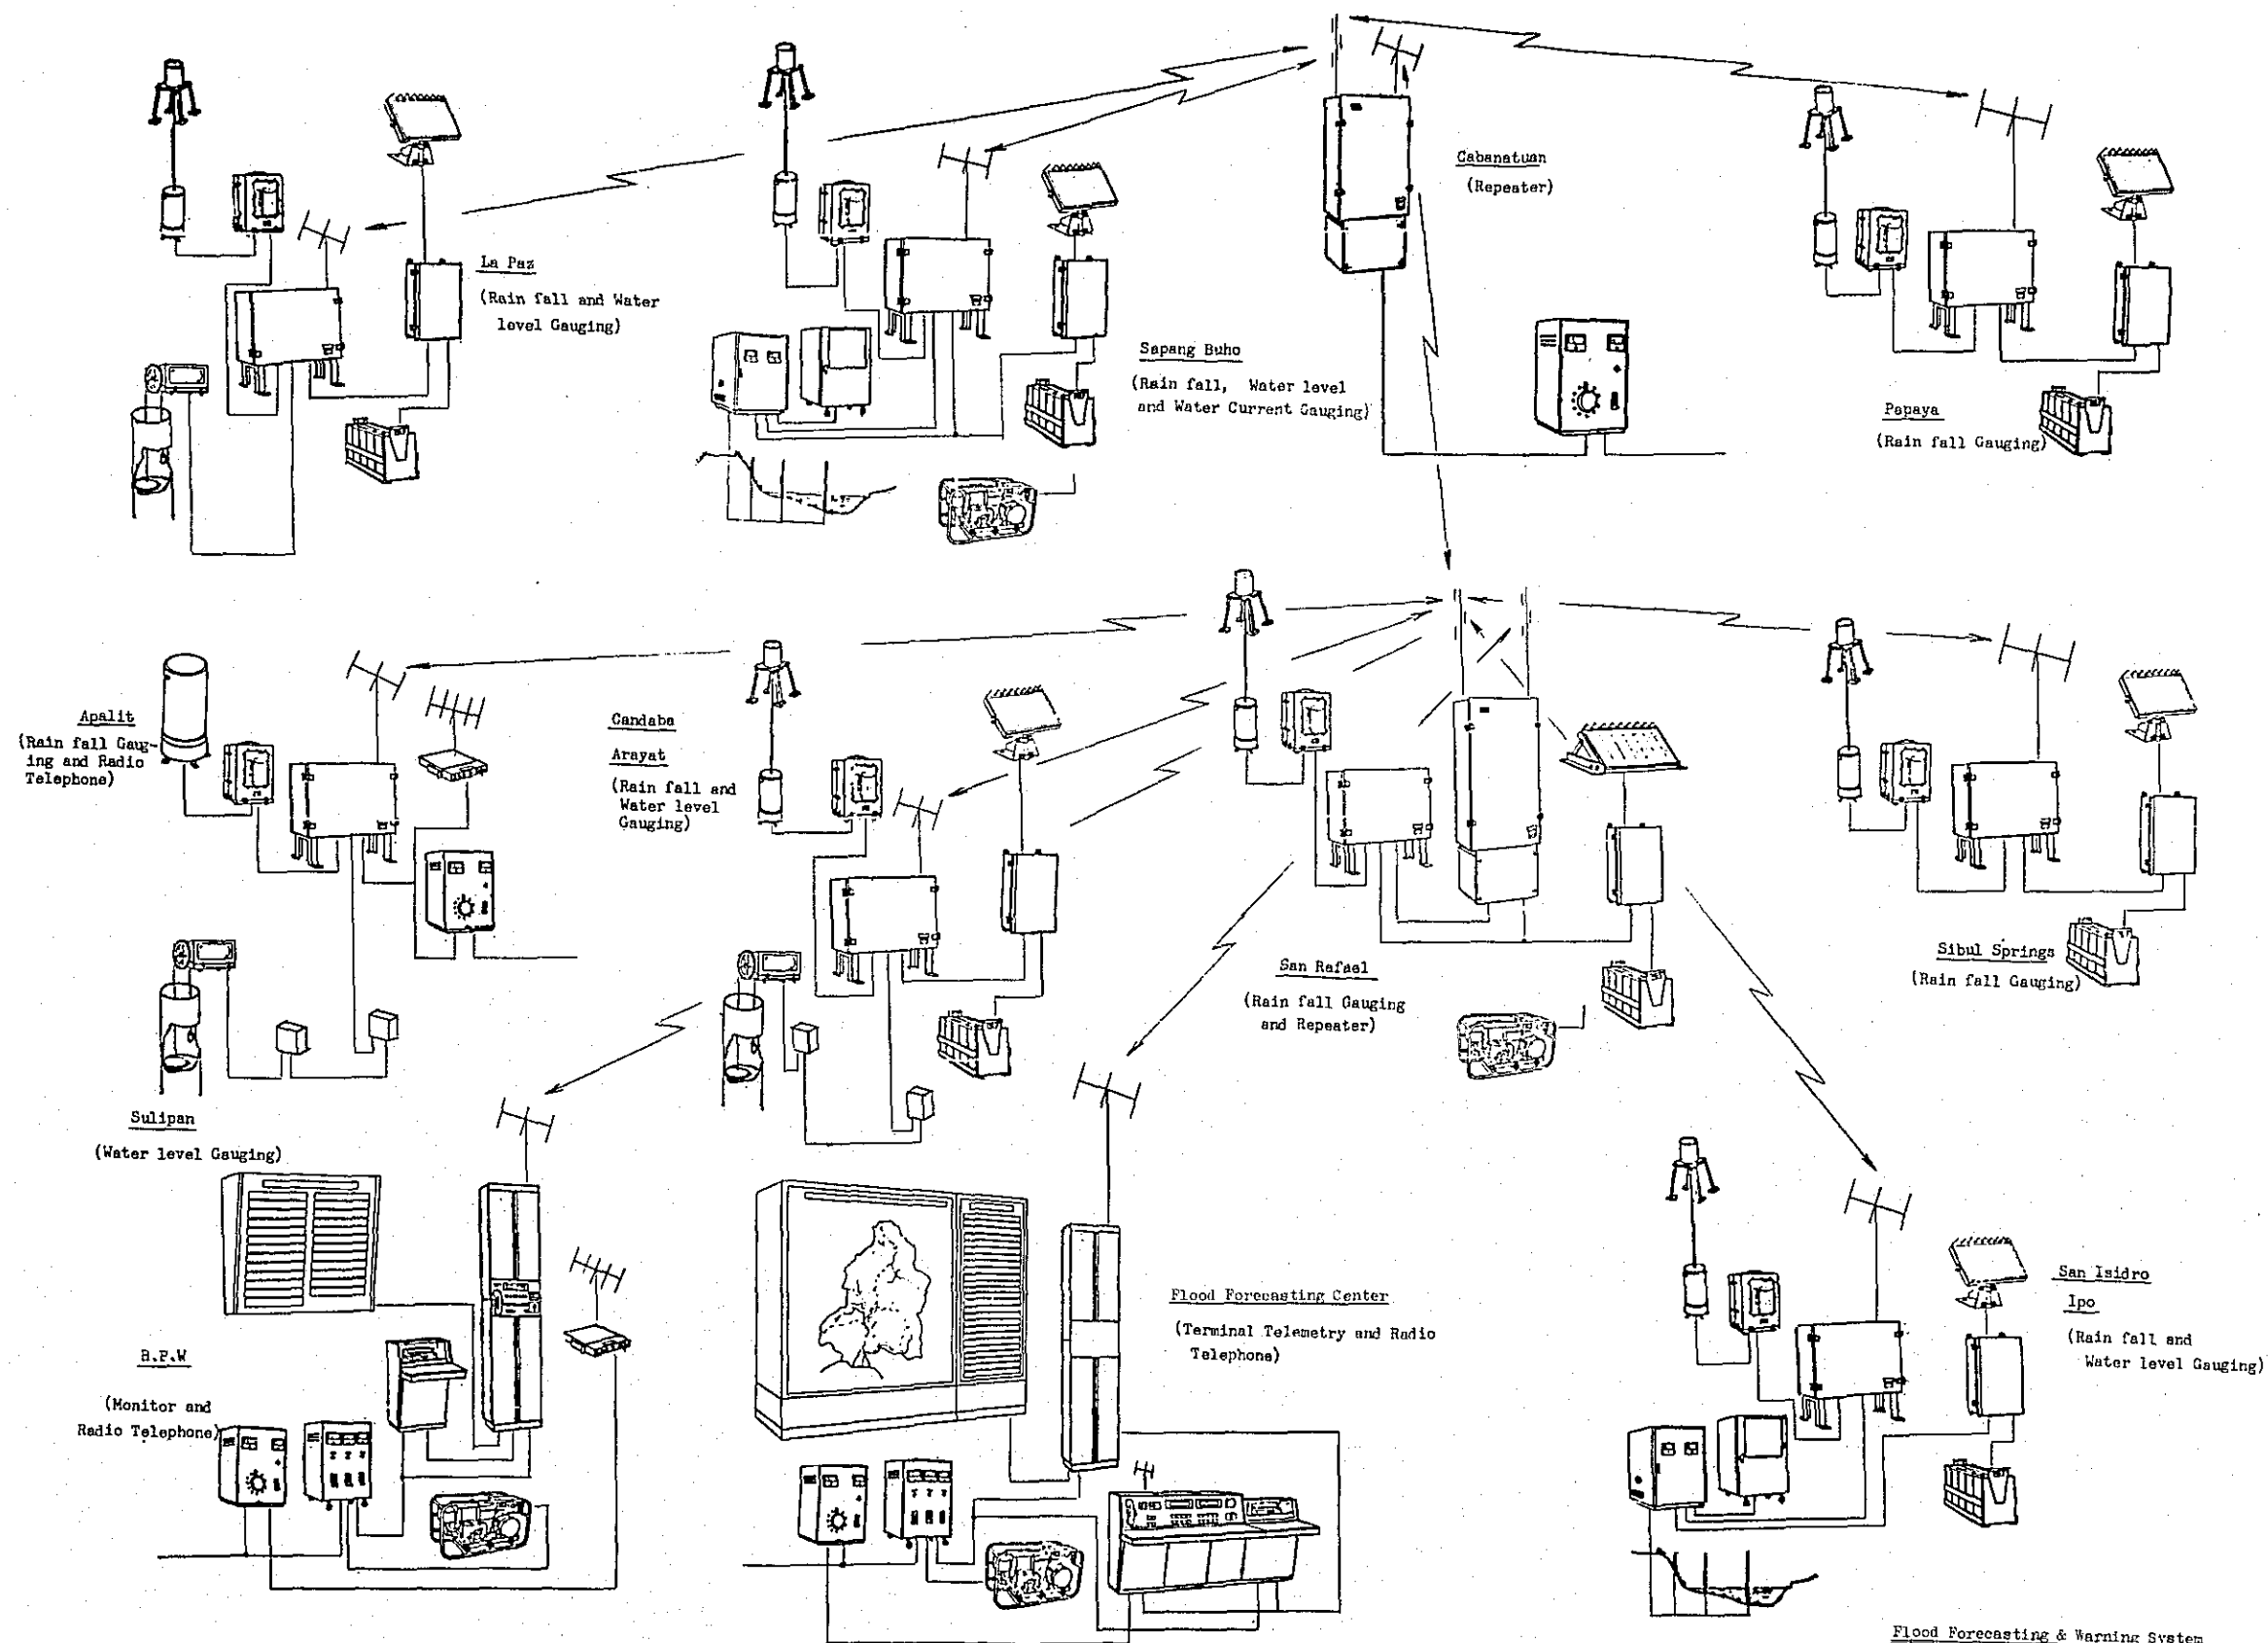 Cabanatuan
(Repeater)
La Paz
(Rain fall and Water
level Gauging)
Sapang Buho
(Rain fall, Water level
and Water Current Gauging)
Papaya
(Rain fall Gauging)
Apalit
(Rain fall Gaug-
ing and Radio
Telephone)
Candaba
Arayat
(Rain fall and
Water level
Gauging)
San Rafael
(Rain fall Gauging
and Repeater)
Sibul Springs
(Rain fall Gauging)
Sulipan
(Water level Gauging)
B.P.W
(Monitor and
Radio Telephone)
Flood Forecasting Center
(Terminal Telemetry and Radio
Telephone)
San Isidro
Ipo
(Rain fall and
Water level Gauging)
Flood Forecasting & Warning System